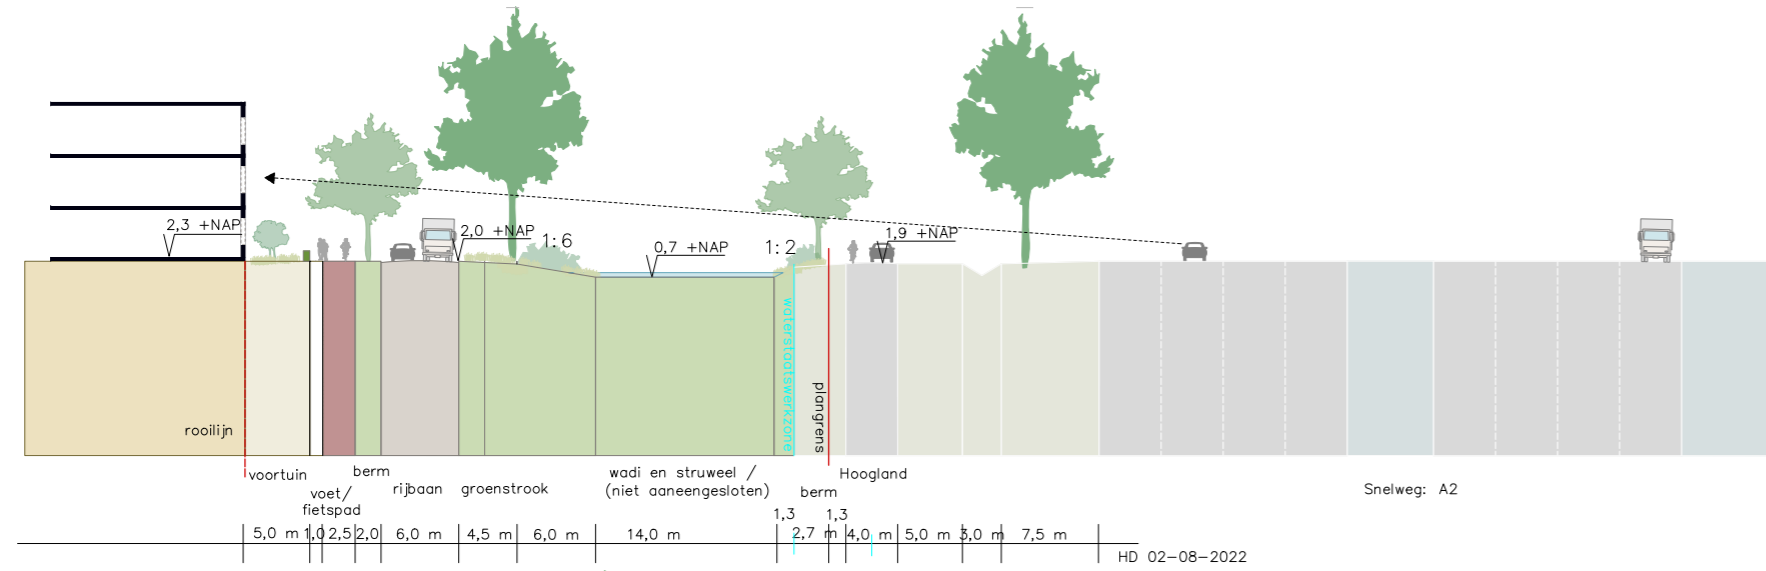 2,3 +NAP
2,0 +NAP
1:6
0,7 +NAP
1:2
1,9 +NAP
waterstaatswerkzone
plangrens
rooilijn
voortuin
voet/
fietspad
berm
rijbaan
groenstrook
wadi en struweel /
(niet aaneengesloten)
berm
Hoogland
Snelweg: A2
1,3
1,3
5,0 m
1,0
2,5
2,0
6,0 m
4,5 m
6,0 m
14,0 m
2,7 m
4,0 m
5,0 m
3,0 m
7,5 m
HD 02-08-2022